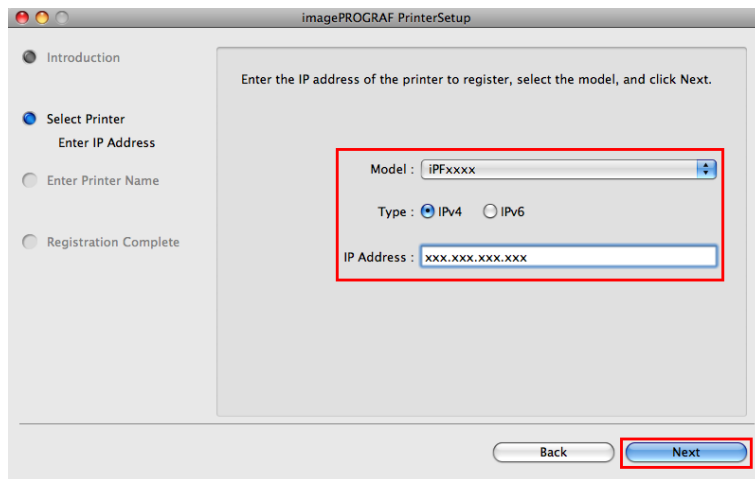 imagePROGRAF PrinterSetup
Introduction
Select Printer
Enter IP Address
Enter Printer Name
Registration Complete
Enter the IP address of the printer to register, select the model, and click Next.
Model : iPFxxxx
Type : IPv4 IPv6
IP Address : xxx.xxx.xxx.xxx
Back Next